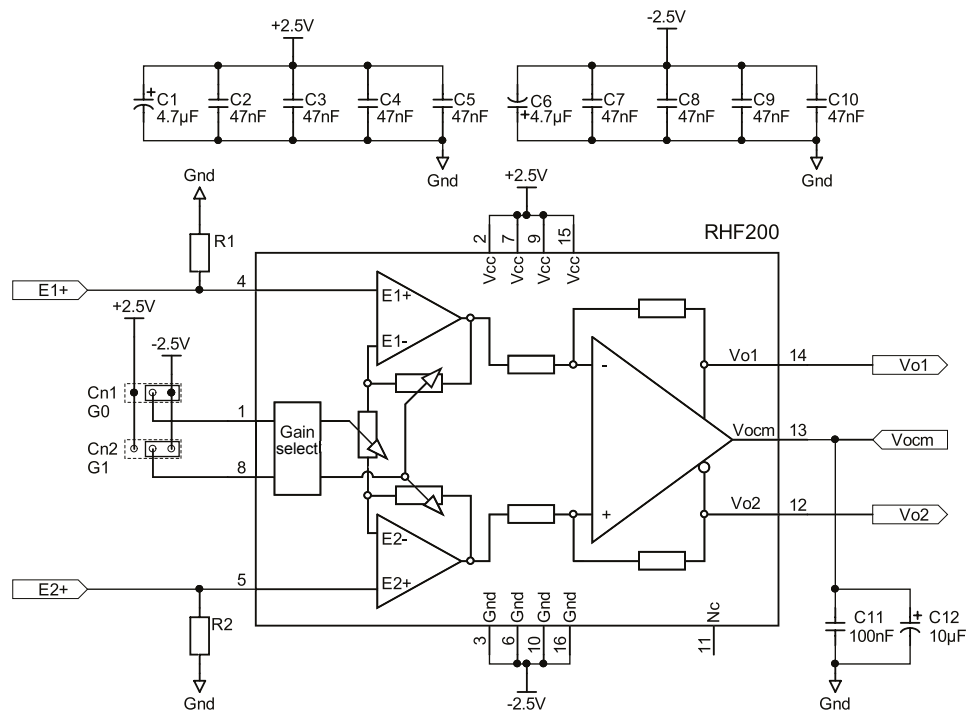 +2.5V
-2.5V
+ C1
4.7µF
C2
47nF
C3
47nF
C4
47nF
C5
47nF
C6
+4.7µF
C7
47nF
C8
47nF
C9
47nF
C10
47nF
Gnd
Gnd
Gnd
+2.5V
R1
RHF200
2
7
9
15
Vcc
Vcc
Vcc
Vcc
E1+
4
E1+
E1-
+2.5V
-2.5V
Cn1
G0
Cn2
G1
1
8
Gain
select
-
+
Vo1
14
Vo1
Vocm
13
Vocm
Vo2
12
Vo2
E2-
E2+
E2+
5
R2
Gnd
Gnd
Gnd
Gnd
Gnd
3
6
10
16
-2.5V
Nc
11
C11
100nF
+ C12
10µF
Gnd